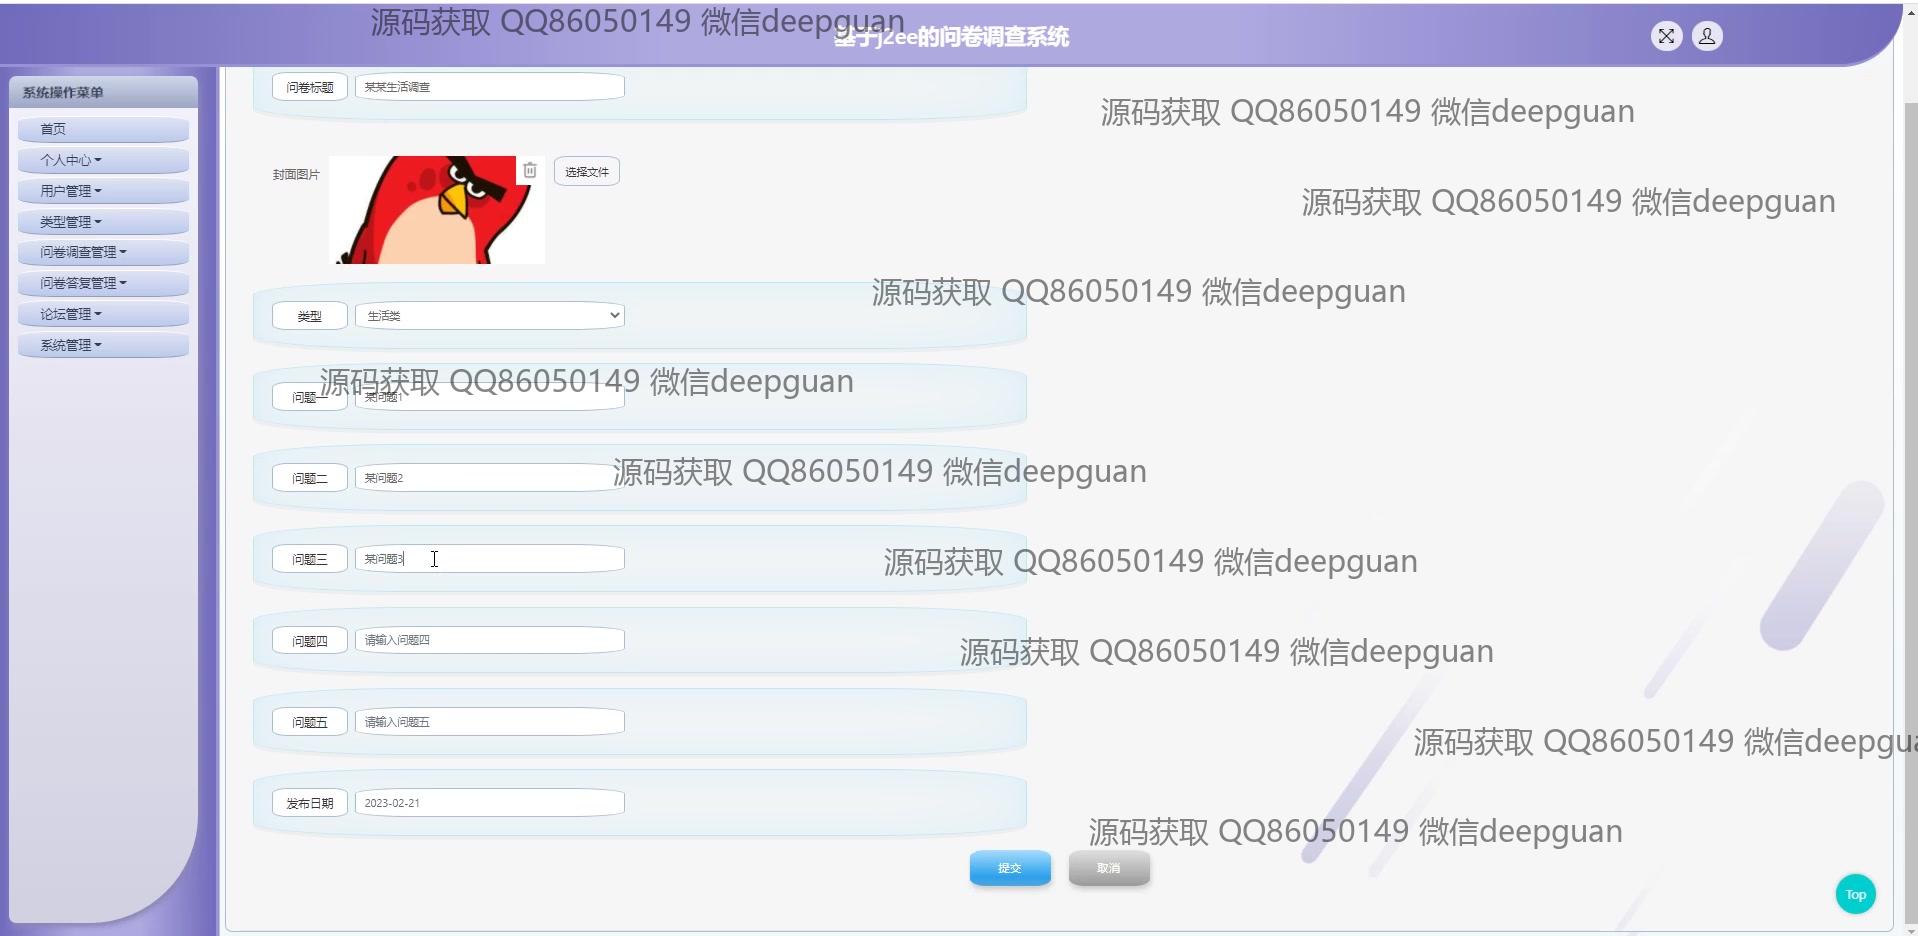 源码获取 QQ86050149 微信deepguan
基于j2ee的问卷调查系统
系统操作菜单
首页
个人中心
用户管理
类型管理
问卷调查管理
问卷答复管理
论坛管理
系统管理
问卷标题 某某生活调查
源码获取 QQ86050149 微信deepguan
封面图片 选择文件
源码获取 QQ86050149 微信deepguan
源码获取 QQ86050149 微信deepguan
类型 生活类
源码获取 QQ86050149 微信deepguan
问题一 某问题1
源码获取 QQ86050149 微信deepguan
问题二 某问题2
源码获取 QQ86050149 微信deepguan
问题三 某问题3
问题四 请输入问题四
源码获取 QQ86050149 微信deepguan
问题五 请输入问题五
源码获取 QQ86050149 微信deepgua
发布日期 2023-02-21
源码获取 QQ86050149 微信deepguan
提交 取消
Top